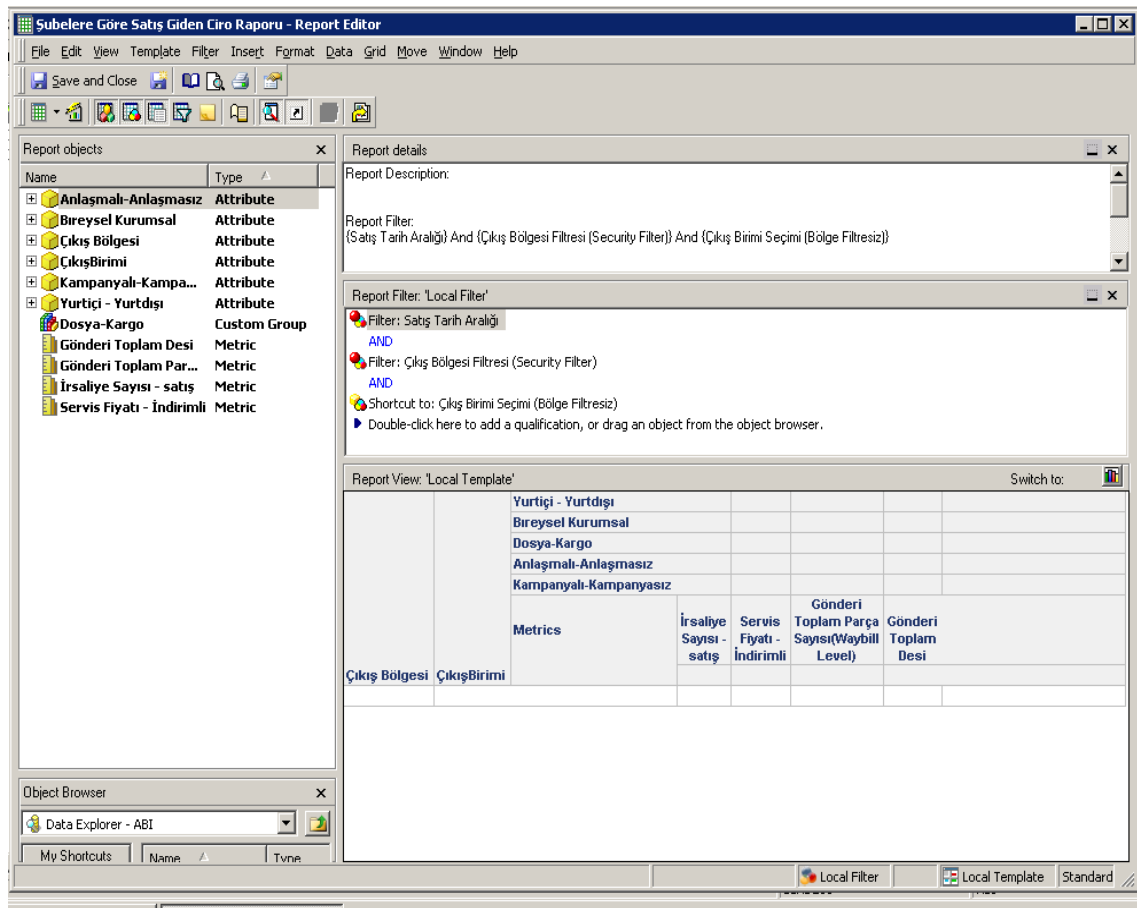 Şubelere Göre Satış Giden Ciro Raporu - Report Editor
File Edit View Template Filter Insert Format Data Grid Move Window Help
Save and Close
Report objects
Name Type
Anlaşmalı-Anlaşmasız Attribute
Bıreysel Kurumsal Attribute
Çıkış Bölgesi Attribute
ÇıkışBirimi Attribute
Kampanyalı-Kampa... Attribute
Yurtiçi - Yurtdışı Attribute
Dosya-Kargo Custom Group
Gönderi Toplam Desi Metric
Gönderi Toplam Par... Metric
İrsaliye Sayısı - satış Metric
Servis Fiyatı - İndirimli Metric
Object Browser
Data Explorer - ABI
My Shortcuts Name Type
Report details
Report Description:
Report Filter:
{Satış Tarih Aralığı} And {Çıkış Bölgesi Filtresi (Security Filter)} And {Çıkış Birimi Seçimi (Bölge Filtresiz)}
Report Filter: 'Local Filter'
Filter: Satış Tarih Aralığı
AND
Filter: Çıkış Bölgesi Filtresi (Security Filter)
AND
Shortcut to: Çıkış Birimi Seçimi (Bölge Filtresiz)
Double-click here to add a qualification, or drag an object from the object browser.
Report View: 'Local Template' Switch to:
Yurtiçi - Yurtdışı
Bıreysel Kurumsal
Dosya-Kargo
Anlaşmalı-Anlaşmasız
Kampanyalı-Kampanyasız
Metrics
İrsaliye
Sayısı -
satış
Servis
Fiyatı -
İndirimli
Gönderi
Toplam Parça
Sayısı(Waybill
Level)
Gönderi
Toplam
Desi
Çıkış Bölgesi ÇıkışBirimi
Local Filter Local Template Standard